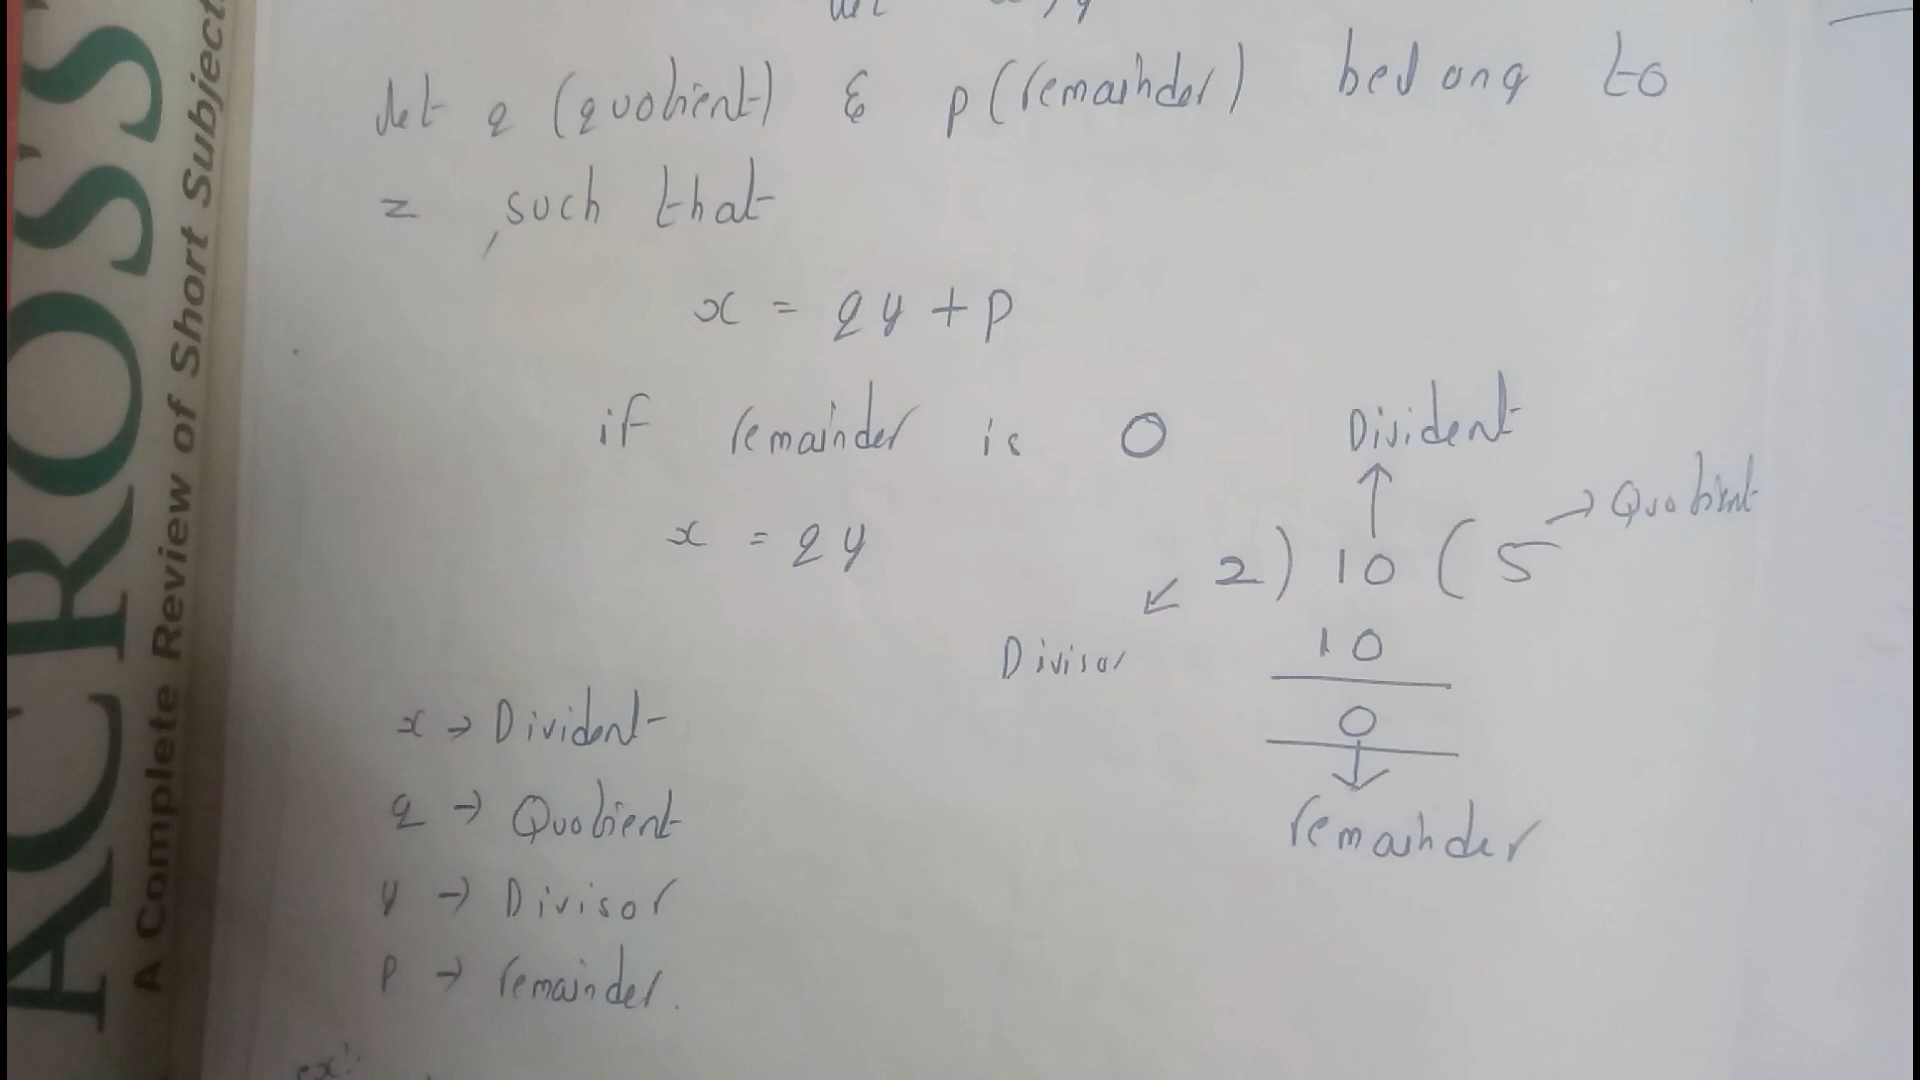 ACROSS
A Complete Review of Short Subject
let q (quotient) & p (remainder) belong to
z, such that
x = qy + p
if remainder is 0
Divident
x = qy
2) 10 (5 → Quotient
10
Divisor
0
x → Divident
remainder
q → Quotient
y → Divisor
p → remainder.
ex: